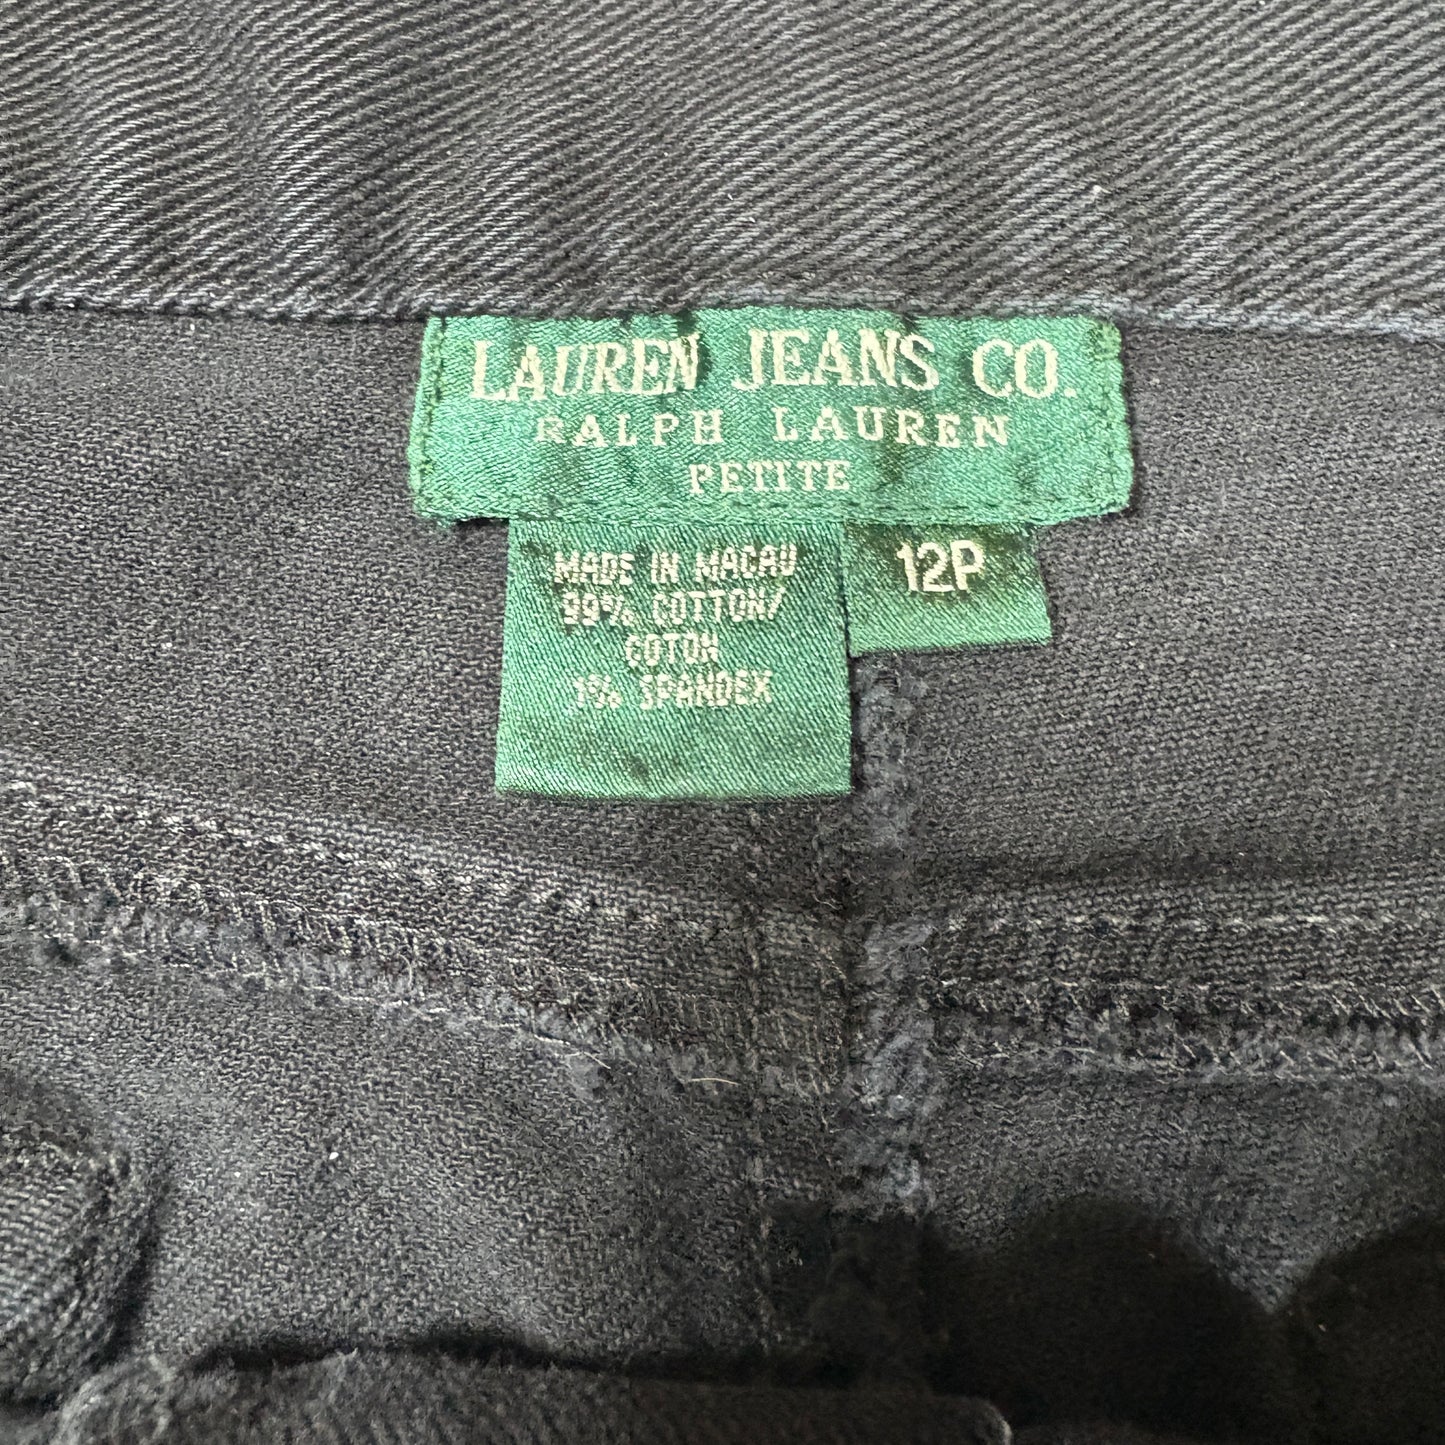 LAUREN JEANS CO.
RALPH LAUREN
PETITE
12P
MADE IN MACAU
99% COTTON/
COTON
1% SPANDEX